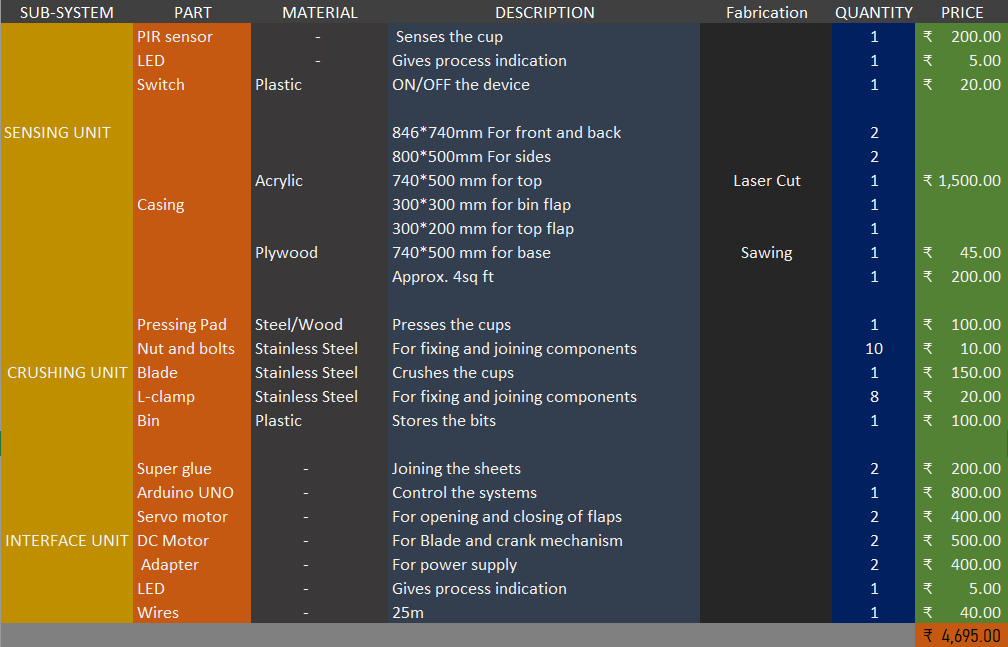 SUB-SYSTEM PART MATERIAL DESCRIPTION Fabrication QUANTITY PRICE
PIR sensor - Senses the cup 1 ₹ 200.00
LED - Gives process indication 1 ₹ 5.00
Switch Plastic ON/OFF the device 1 ₹ 20.00
SENSING UNIT 846*740mm For front and back 2
800*500mm For sides 2
Acrylic 740*500 mm for top Laser Cut 1 ₹ 1,500.00
Casing 300*300 mm for bin flap 1
300*200 mm for top flap 1
Plywood 740*500 mm for base Sawing 1 ₹ 45.00
Approx. 4sq ft 1 ₹ 200.00
Pressing Pad Steel/Wood Presses the cups 1 ₹ 100.00
Nut and bolts Stainless Steel For fixing and joining components 10 ₹ 10.00
CRUSHING UNIT Blade Stainless Steel Crushes the cups 1 ₹ 150.00
L-clamp Stainless Steel For fixing and joining components 8 ₹ 20.00
Bin Plastic Stores the bits 1 ₹ 100.00
Super glue - Joining the sheets 2 ₹ 200.00
Arduino UNO - Control the systems 1 ₹ 800.00
Servo motor - For opening and closing of flaps 2 ₹ 400.00
INTERFACE UNIT DC Motor - For Blade and crank mechanism 2 ₹ 500.00
Adapter - For power supply 2 ₹ 400.00
LED - Gives process indication 1 ₹ 5.00
Wires - 25m 1 ₹ 40.00
₹ 4,695.00